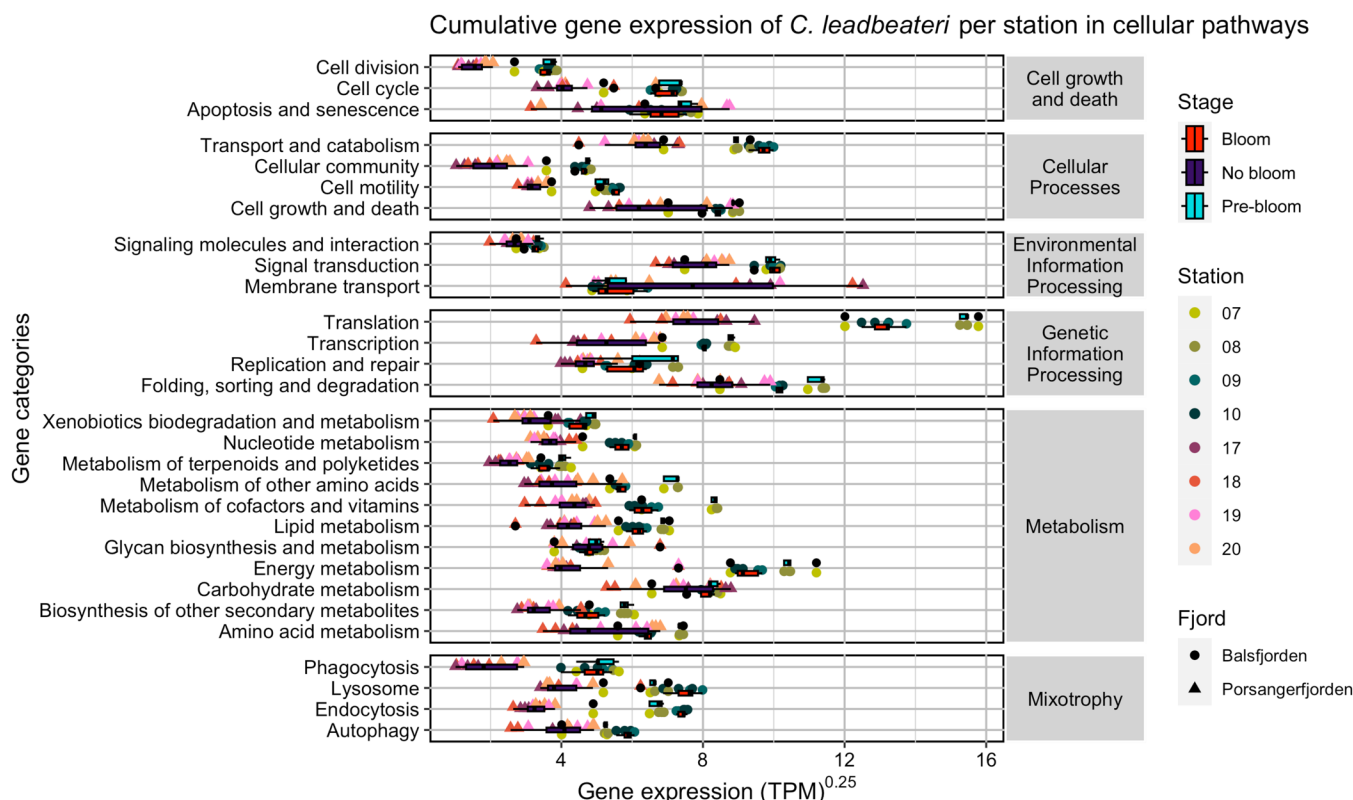 Cumulative gene expression of C. leadbeateri per station in cellular pathways
Gene categories
Cell division
Cell cycle
Apoptosis and senescence
Cell growth
and death
Transport and catabolism
Cellular community
Cell motility
Cell growth and death
Cellular
Processes
Signaling molecules and interaction
Signal transduction
Membrane transport
Environmental
Information
Processing
Translation
Transcription
Replication and repair
Folding, sorting and degradation
Genetic
Information
Processing
Xenobiotics biodegradation and metabolism
Nucleotide metabolism
Metabolism of terpenoids and polyketides
Metabolism of other amino acids
Metabolism of cofactors and vitamins
Lipid metabolism
Glycan biosynthesis and metabolism
Energy metabolism
Carbohydrate metabolism
Biosynthesis of other secondary metabolites
Amino acid metabolism
Metabolism
Phagocytosis
Lysosome
Endocytosis
Autophagy
Mixotrophy
4 8 12 16
Gene expression (TPM)^0.25
Stage
Bloom
No bloom
Pre-bloom
Station
07
08
09
10
17
18
19
20
Fjord
Balsfjorden
Porsangerfjorden